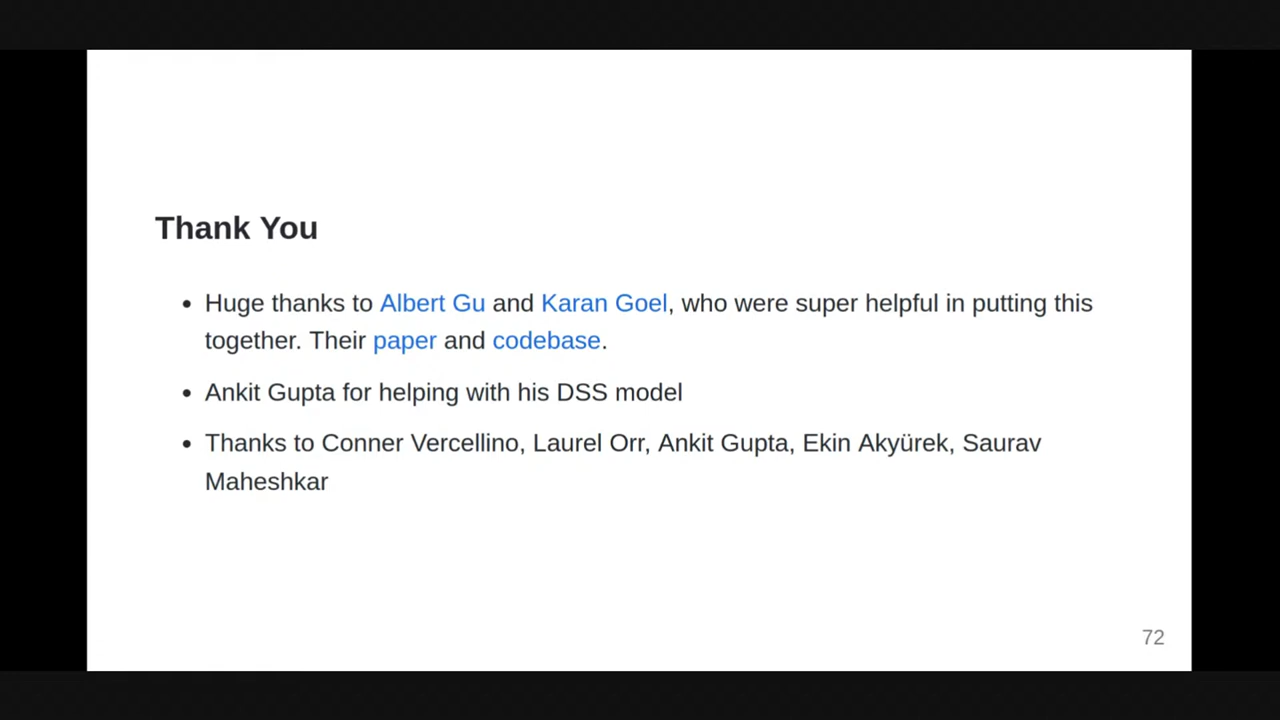 Thank You
• Huge thanks to Albert Gu and Karan Goel, who were super helpful in putting this
together. Their paper and codebase.
• Ankit Gupta for helping with his DSS model
• Thanks to Conner Vercellino, Laurel Orr, Ankit Gupta, Ekin Akyürek, Saurav
Maheshkar
72